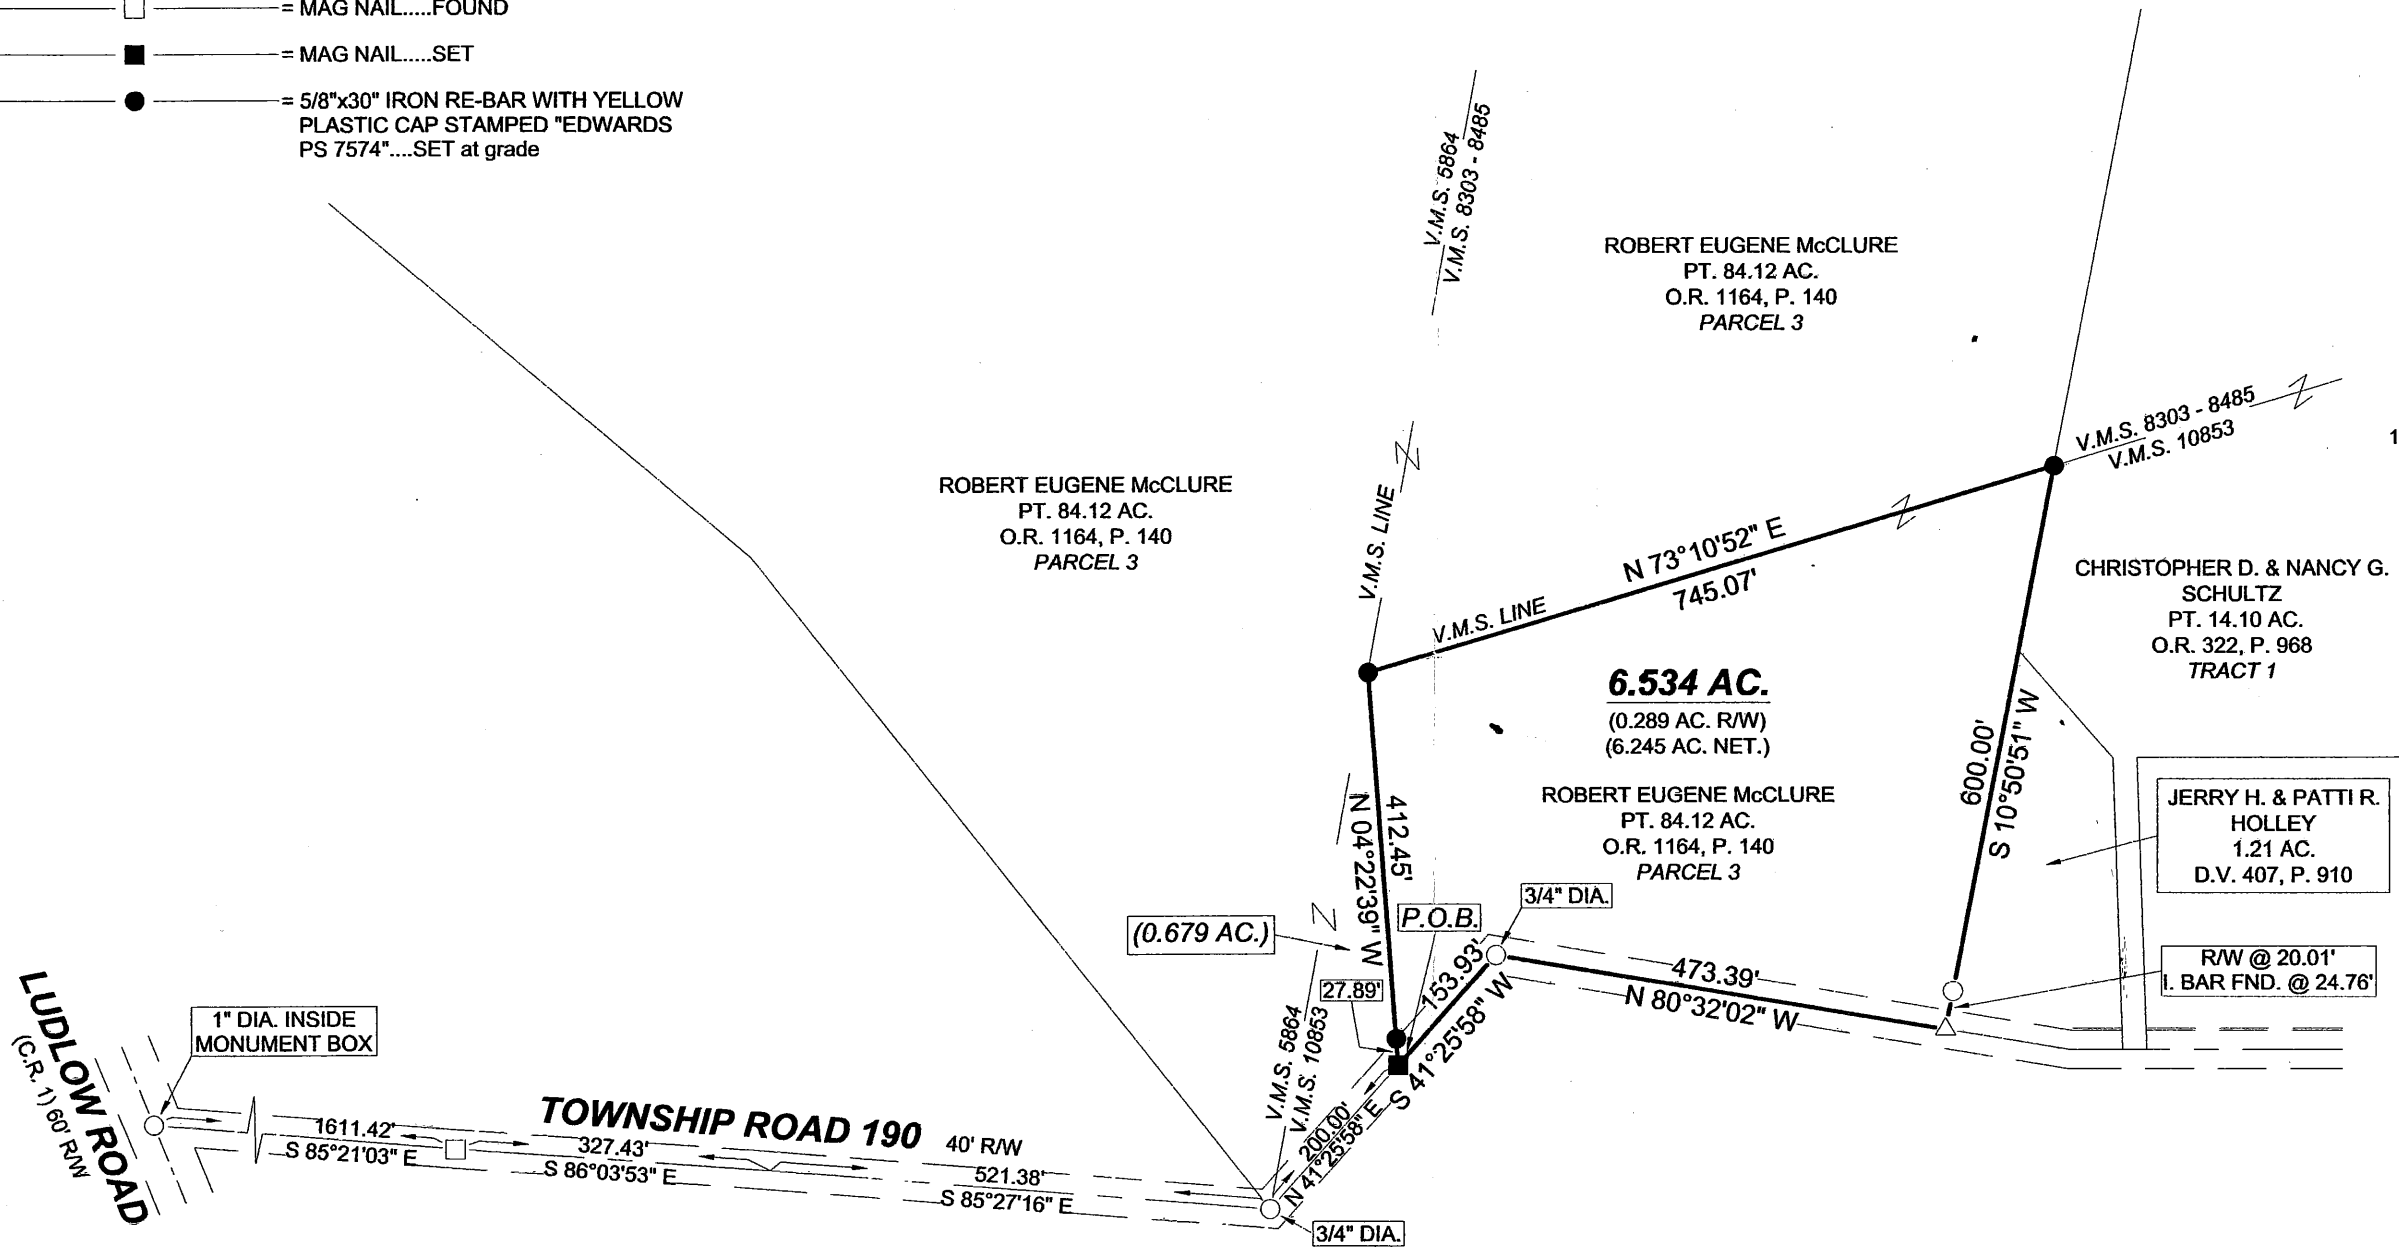 = MAG NAIL.....FOUND
= MAG NAIL.....SET
= 5/8"x30" IRON RE-BAR WITH YELLOW
PLASTIC CAP STAMPED "EDWARDS
PS 7574"....SET at grade
V.M.S. 5864
V.M.S. 8303 - 8485
ROBERT EUGENE McCLURE
PT. 84.12 AC.
O.R. 1164, P. 140
PARCEL 3
V.M.S. 8303 - 8485
V.M.S. 10853
1
ROBERT EUGENE McCLURE
PT. 84.12 AC.
O.R. 1164, P. 140
PARCEL 3
V.M.S. LINE
N 73°10'52" E
745.07'
V.M.S. LINE
CHRISTOPHER D. & NANCY G.
SCHULTZ
PT. 14.10 AC.
O.R. 322, P. 968
TRACT 1
6.534 AC.
(0.289 AC. R/W)
(6.245 AC. NET.)
600.00'
S 10°50'51" W
ROBERT EUGENE McCLURE
PT. 84.12 AC.
O.R. 1164, P. 140
PARCEL 3
JERRY H. & PATTI R.
HOLLEY
1.21 AC.
D.V. 407, P. 910
412.45'
N 04°22'39" W
3/4" DIA.
P.O.B.
(0.679 AC.)
153.93'
S 41°25'58" W
473.39'
N 80°32'02" W
R/W @ 20.01'
I. BAR FND. @ 24.76'
27.89'
V.M.S. 5864
V.M.S. 10853
LUDLOW ROAD
(C.R. 1) 60' R/W
1" DIA. INSIDE
MONUMENT BOX
TOWNSHIP ROAD 190
40' R/W
1611.42'
S 85°21'03" E
327.43'
S 86°03'53" E
521.38'
S 85°27'16" E
200.00'
N 41°25'58" E
3/4" DIA.